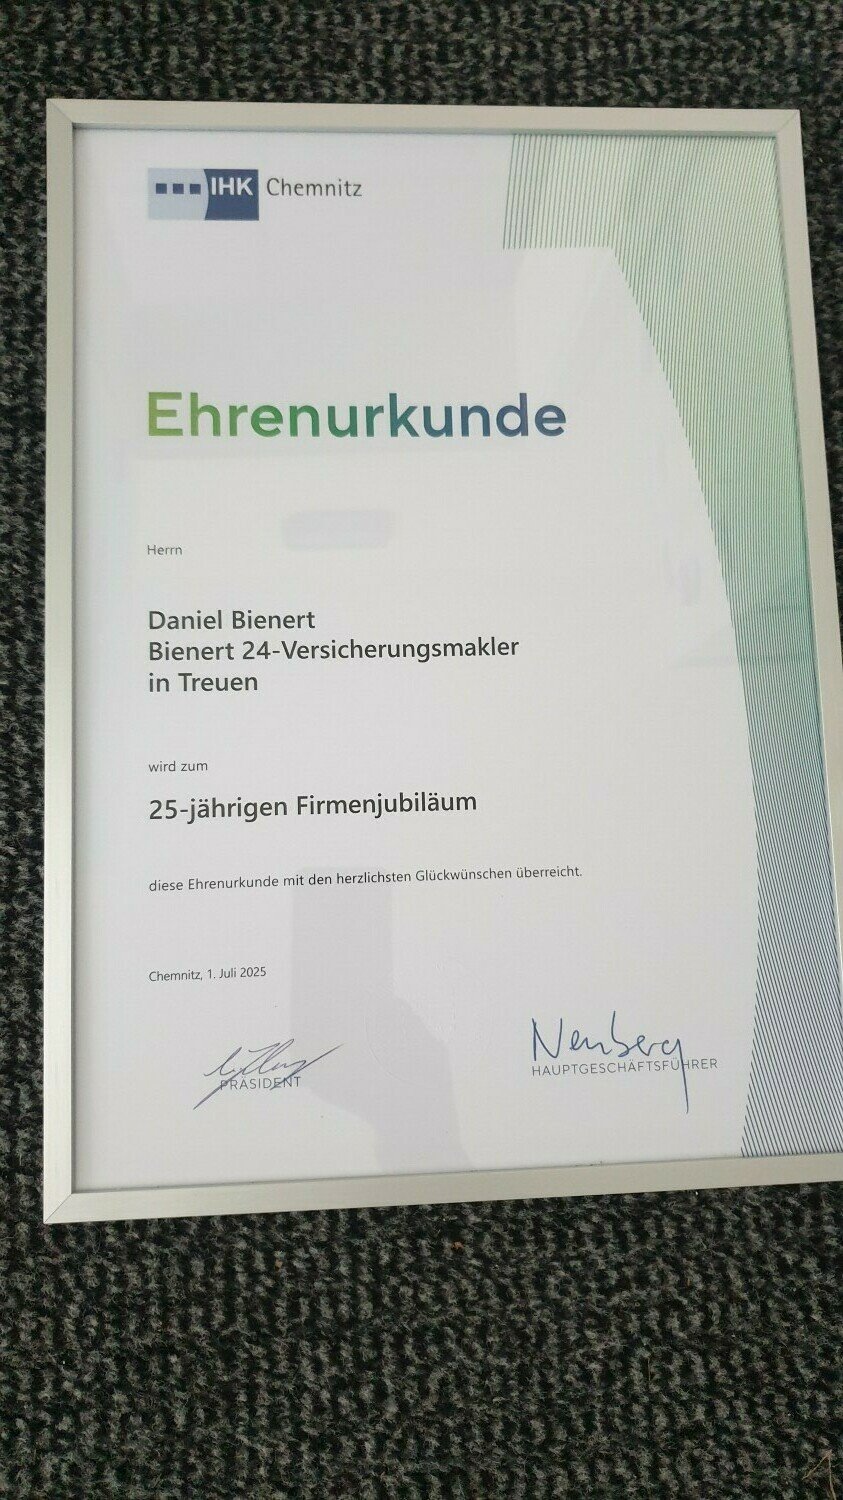 IHK Chemnitz
Ehrenurkunde
Herrn
Daniel Bienert
Bienert 24-Versicherungsmakler
in Treuen
wird zum
25-jährigen Firmenjubiläum
diese Ehrenurkunde mit den herzlichsten Glückwünschen überreicht.
Chemnitz, 1. Juli 2025
PRÄSIDENT
HAUPTGESCHÄFTSFÜHRER